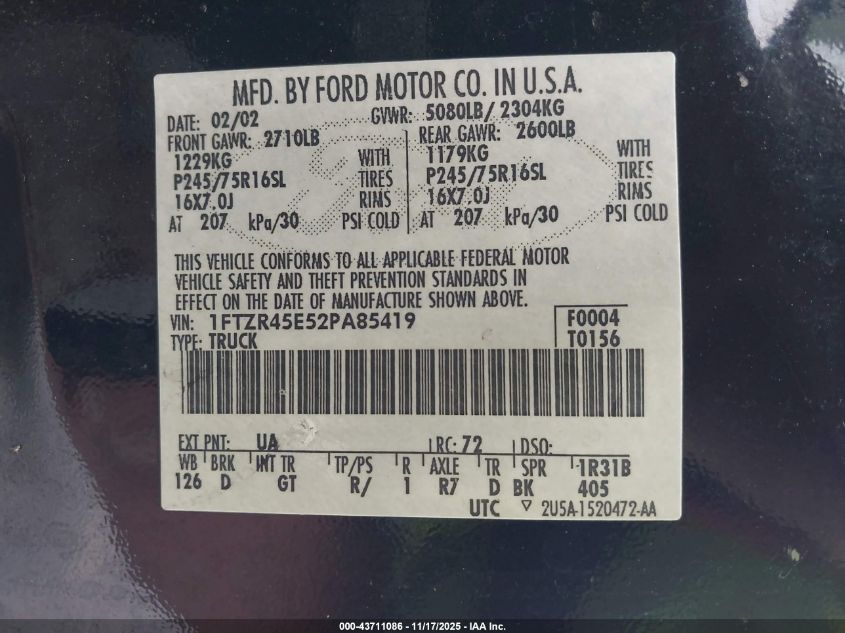 MFD. BY FORD MOTOR CO. IN U.S.A.
DATE: 02/02 GVWR: 5080LB/ 2304KG
FRONT GAWR: 2710LB REAR GAWR: 2600LB
1229KG WITH 1179KG WITH
P245/75R16SL TIRES P245/75R16SL TIRES
16X7.0J RIMS 16X7.0J RIMS
AT 207 kPa/30 PSI COLD AT 207 kPa/30 PSI COLD
THIS VEHICLE CONFORMS TO ALL APPLICABLE FEDERAL MOTOR
VEHICLE SAFETY AND THEFT PREVENTION STANDARDS IN
EFFECT ON THE DATE OF MANUFACTURE SHOWN ABOVE.
VIN: 1FTZR45E52PA85419 F0004
TYPE: TRUCK T0156
EXT PNT: UA RC: 72 DSO:
WB BRK INT TR TP/PS R AXLE TR SPR 1R31B
126 D GT R/ 1 R7 D BK 405
UTC ▽ 2U5A-1520472-AA
000-43711086 - 11/17/2025 - IAA Inc.